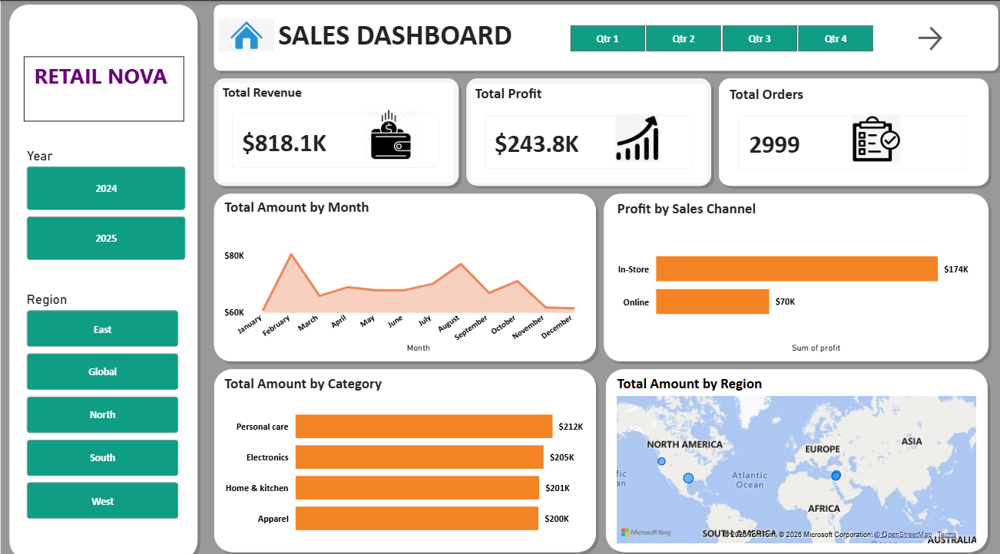 RETAIL NOVA
Year
2024
2025
Region
East
Global
North
South
West
SALES DASHBOARD
Qtr 1
Qtr 2
Qtr 3
Qtr 4
Total Revenue
$818.1K
$
Total Profit
$243.8K
Total Orders
2999
Total Amount by Month
$80K
$60K
January
February
March
April
May
June
July
August
September
October
November
December
Month
Profit by Sales Channel
In-Store
$174K
Online
$70K
Sum of profit
Total Amount by Category
Personal care
$212K
Electronics
$205K
Home & kitchen
$201K
Apparel
$200K
Total Amount by Region
NORTH AMERICA
EUROPE
ASIA
Atlantic
Ocean
AFRICA
AUSTRALIA
Microsoft Bing
© 2026 TomTom, © 2026 Microsoft Corporation, © OpenStreetMap Terms